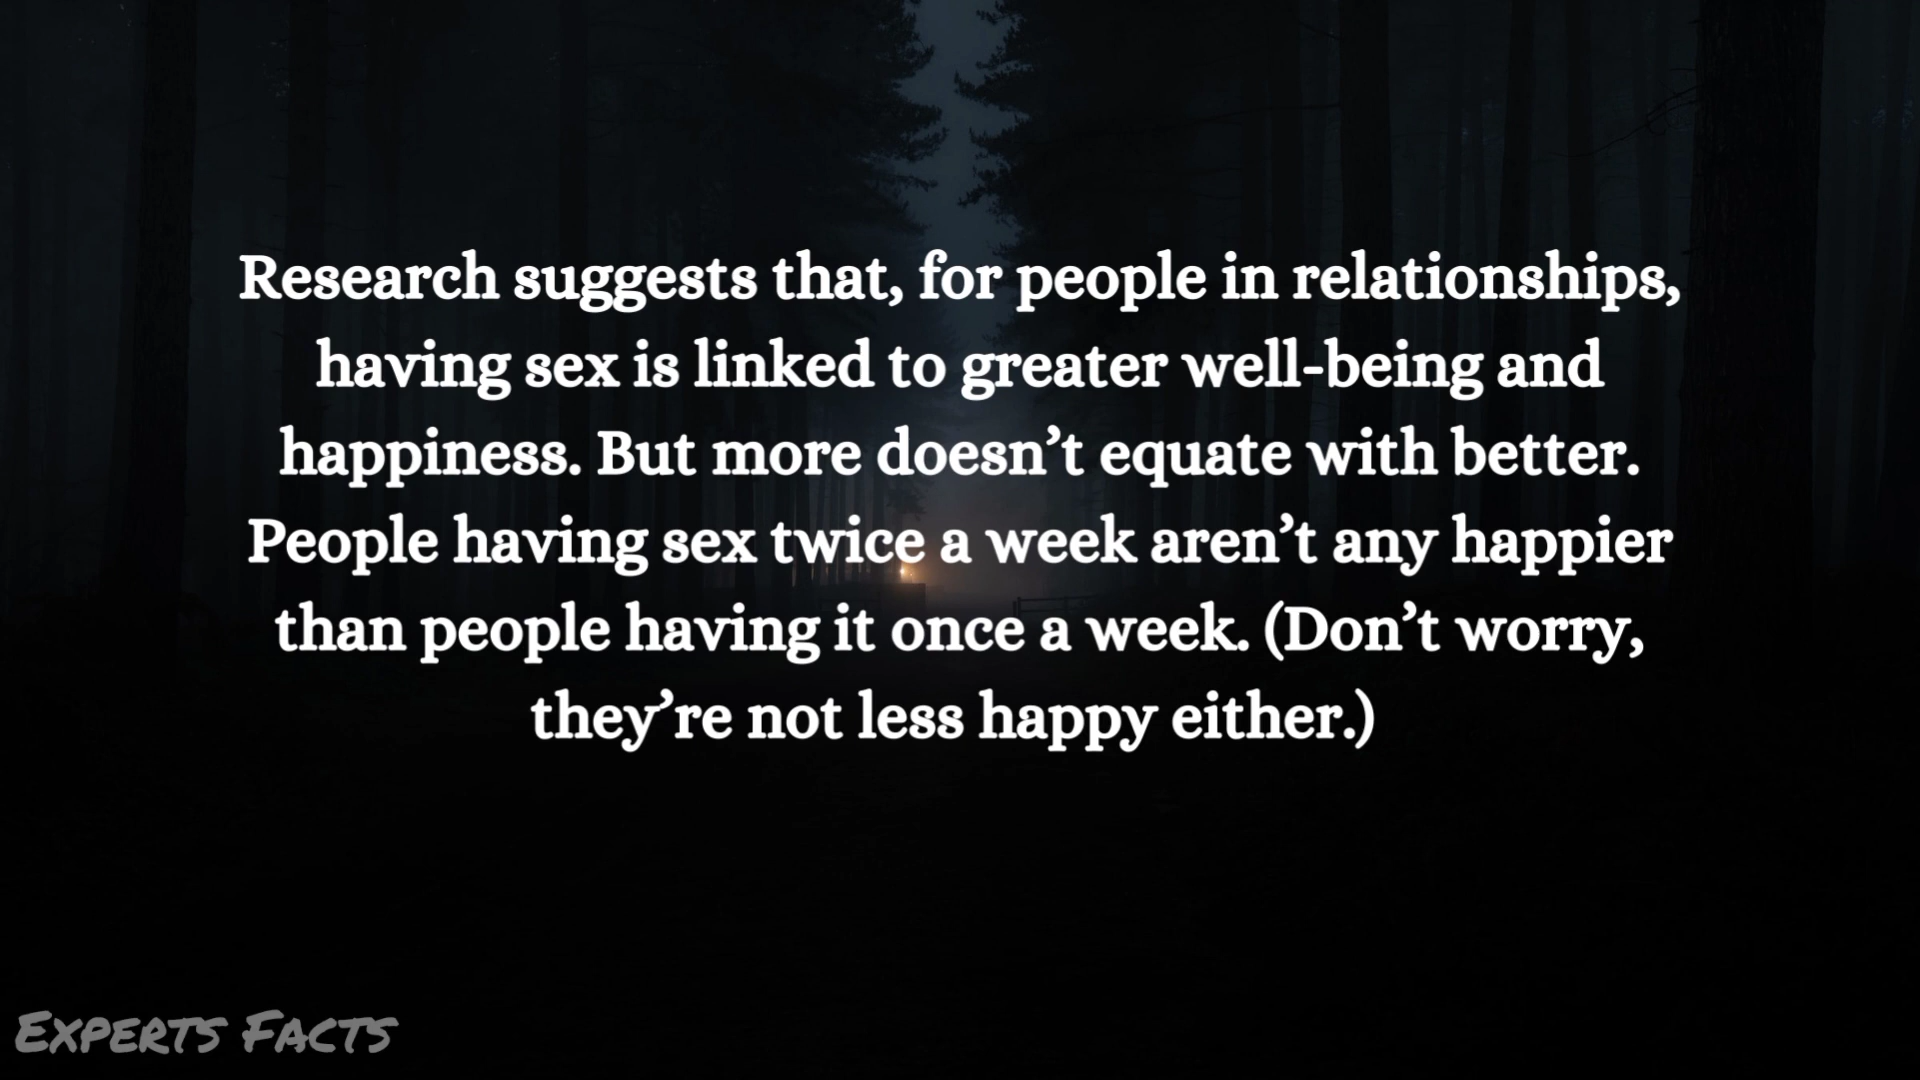 Research suggests that, for people in relationships,
having sex is linked to greater well-being and
happiness. But more doesn’t equate with better.
People having sex twice a week aren’t any happier
than people having it once a week. (Don’t worry,
they’re not less happy either.)
Experts Facts